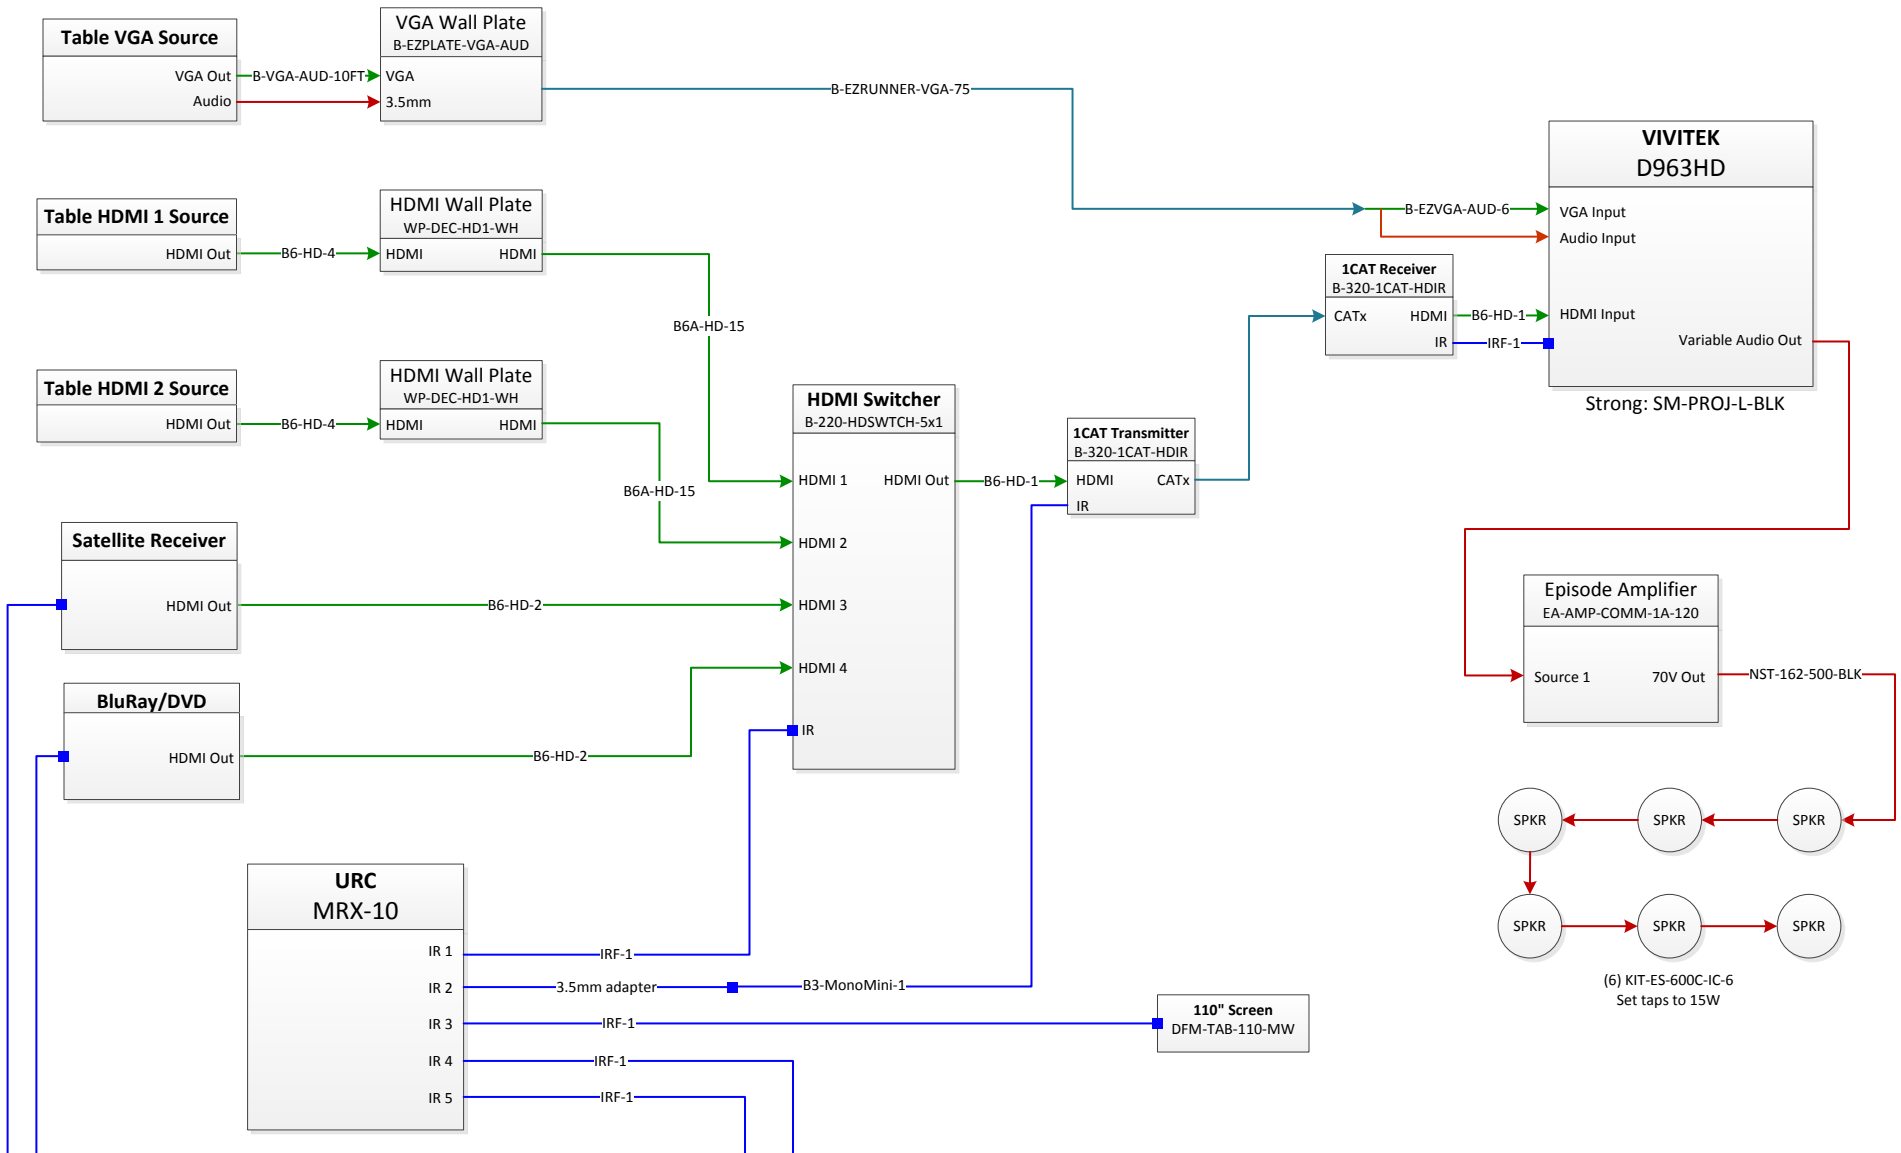 Table VGA Source
VGA Out
Audio
B-VGA-AUD-10FT
VGA Wall Plate
B-EZPLATE-VGA-AUD
VGA
3.5mm
B-EZRUNNER-VGA-75
VIVITEK
D963HD
VGA Input
Audio Input
HDMI Input
Variable Audio Out
Strong: SM-PROJ-L-BLK
B-EZVGA-AUD-6
Table HDMI 1 Source
HDMI Out
B6-HD-4
HDMI Wall Plate
WP-DEC-HD1-WH
HDMI
HDMI
B6A-HD-15
1CAT Receiver
B-320-1CAT-HDIR
CATx
HDMI
IR
B6-HD-1
IRF-1
Table HDMI 2 Source
HDMI Out
B6-HD-4
HDMI Wall Plate
WP-DEC-HD1-WH
HDMI
HDMI
B6A-HD-15
HDMI Switcher
B-220-HDSWTCH-5x1
HDMI 1
HDMI Out
HDMI 2
HDMI 3
HDMI 4
IR
B6-HD-1
1CAT Transmitter
B-320-1CAT-HDIR
HDMI
CATx
IR
Satellite Receiver
HDMI Out
B6-HD-2
BluRay/DVD
HDMI Out
B6-HD-2
Episode Amplifier
EA-AMP-COMM-1A-120
Source 1
70V Out
NST-162-500-BLK
SPKR
SPKR
SPKR
SPKR
SPKR
SPKR
(6) KIT-ES-600C-IC-6
Set taps to 15W
URC
MRX-10
IR 1
IRF-1
IR 2
3.5mm adapter
B3-MonoMini-1
IR 3
IRF-1
IR 4
IRF-1
IR 5
IRF-1
110" Screen
DFM-TAB-110-MW